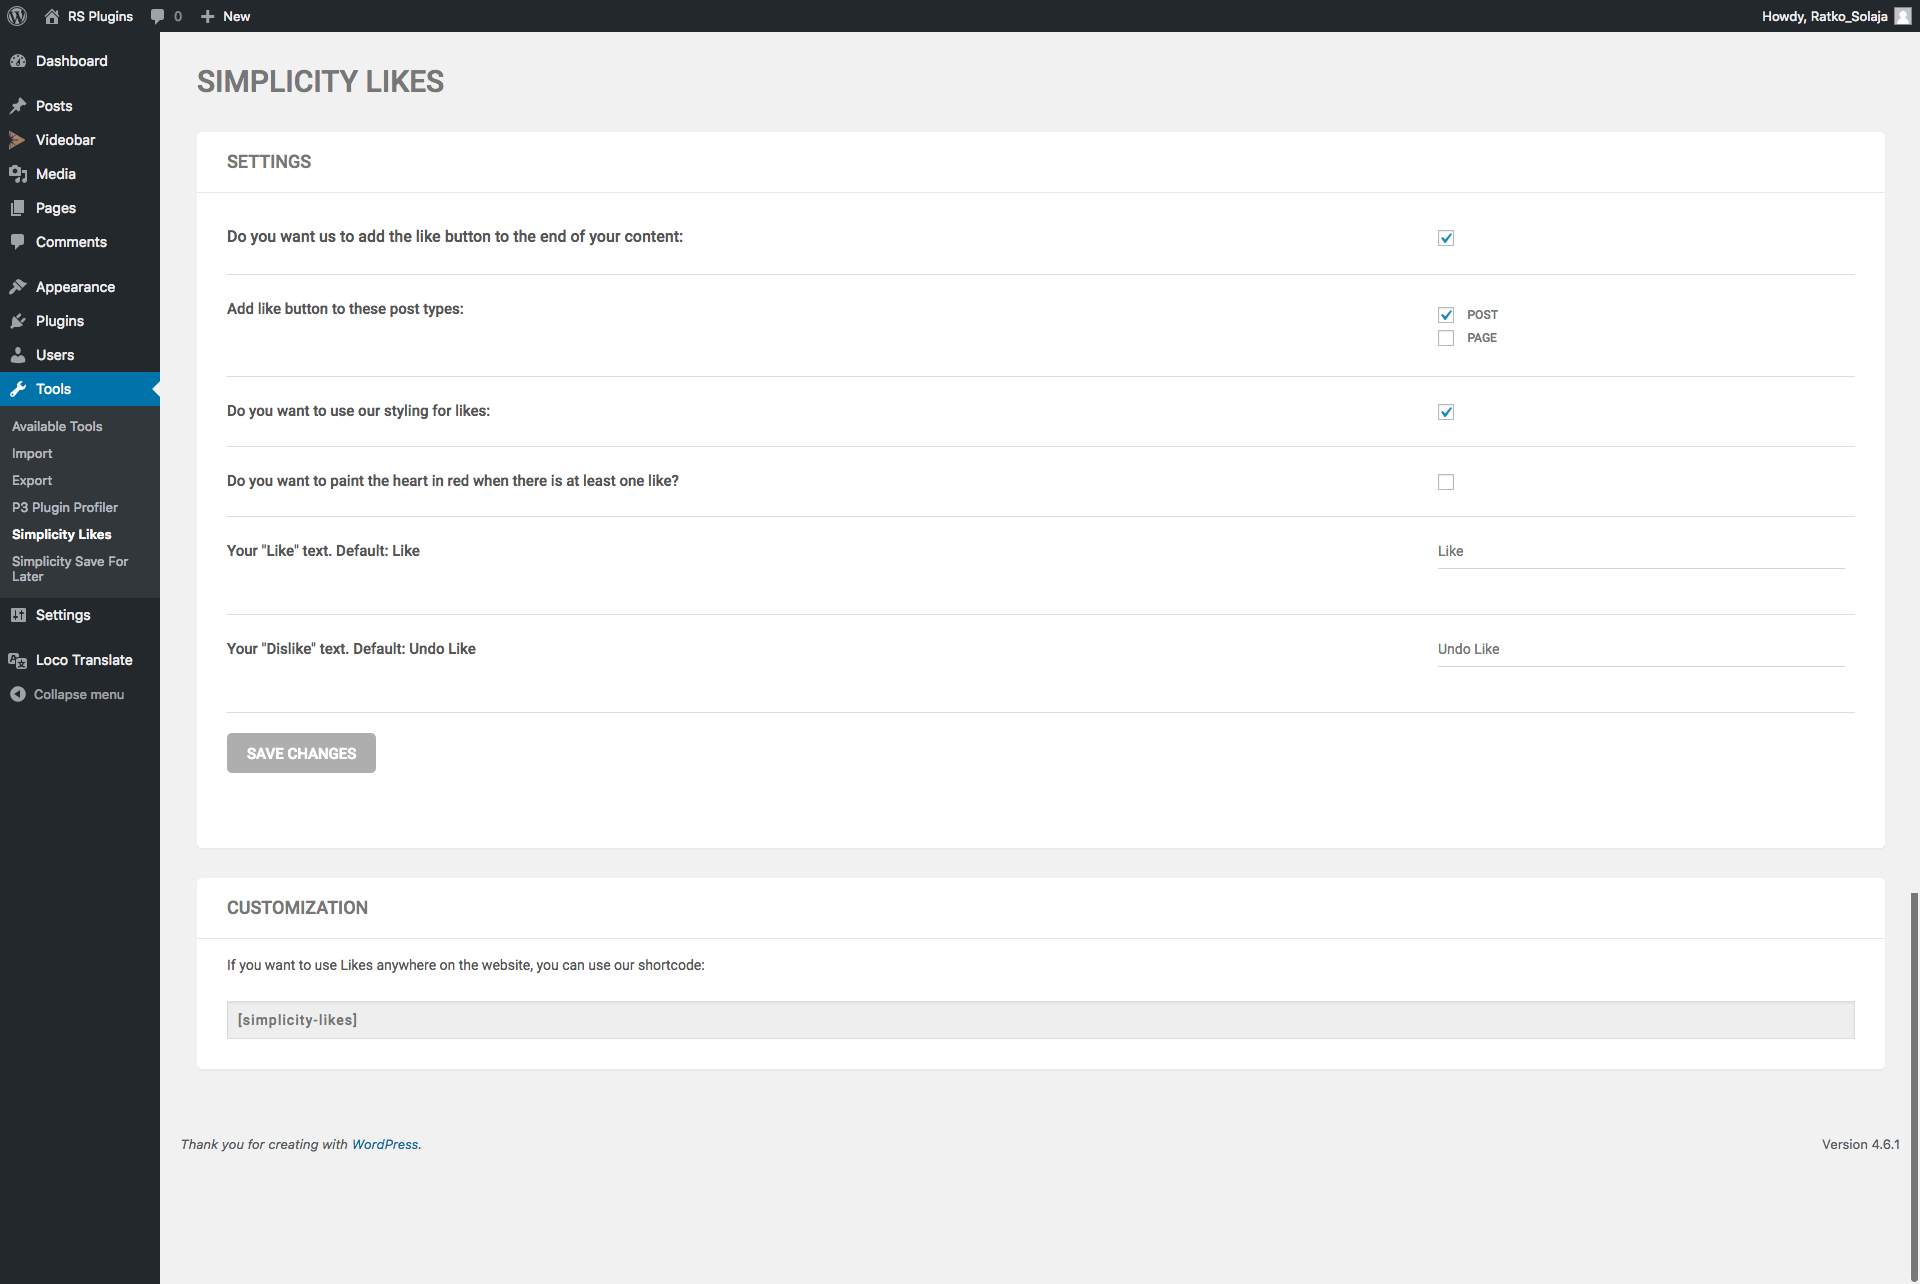 RS Plugins 0 New Howdy, Ratko_Solaja
Dashboard
Posts
Videobar
Media
Pages
Comments
Appearance
Plugins
Users
Tools
Available Tools
Import
Export
P3 Plugin Profiler
Simplicity Likes
Simplicity Save For
Later
Settings
Loco Translate
Collapse menu
SIMPLICITY LIKES
SETTINGS
Do you want us to add the like button to the end of your content:
Add like button to these post types:
POST
PAGE
Do you want to use our styling for likes:
Do you want to paint the heart in red when there is at least one like?
Your "Like" text. Default: Like
Like
Your "Dislike" text. Default: Undo Like
Undo Like
SAVE CHANGES
CUSTOMIZATION
If you want to use Likes anywhere on the website, you can use our shortcode:
[simplicity-likes]
Thank you for creating with WordPress.
Version 4.6.1